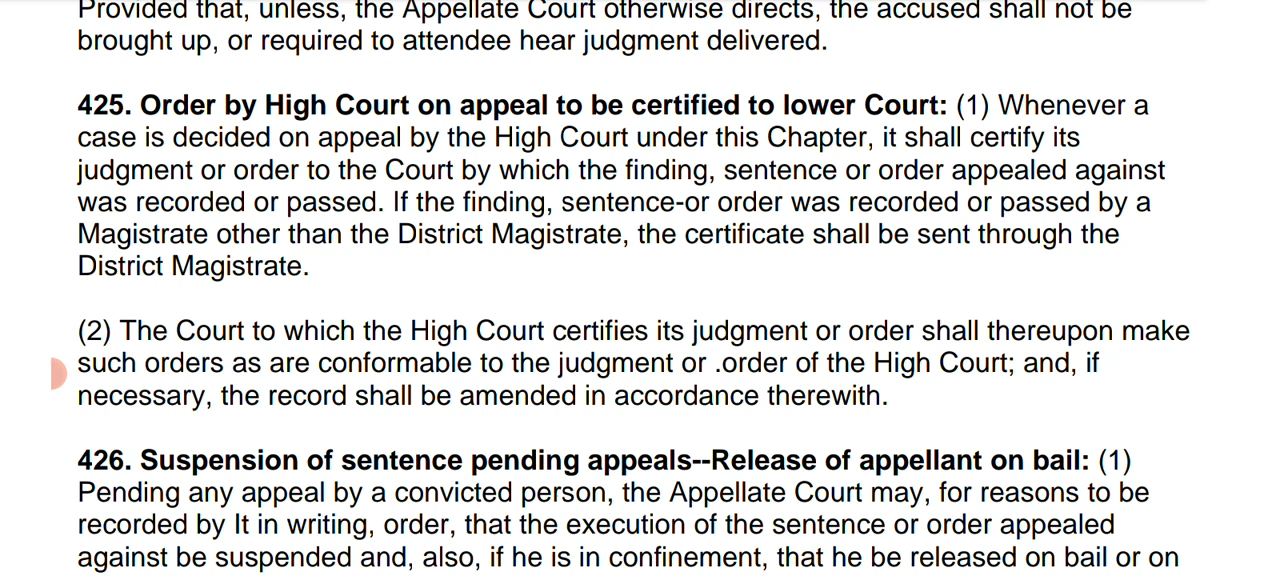 Provided that, unless, the Appellate Court otherwise directs, the accused shall not be
brought up, or required to attendee hear judgment delivered.
425. Order by High Court on appeal to be certified to lower Court: (1) Whenever a
case is decided on appeal by the High Court under this Chapter, it shall certify its
judgment or order to the Court by which the finding, sentence or order appealed against
was recorded or passed. If the finding, sentence-or order was recorded or passed by a
Magistrate other than the District Magistrate, the certificate shall be sent through the
District Magistrate.
(2) The Court to which the High Court certifies its judgment or order shall thereupon make
such orders as are conformable to the judgment or .order of the High Court; and, if
necessary, the record shall be amended in accordance therewith.
426. Suspension of sentence pending appeals--Release of appellant on bail: (1)
Pending any appeal by a convicted person, the Appellate Court may, for reasons to be
recorded by It in writing, order, that the execution of the sentence or order appealed
against be suspended and, also, if he is in confinement, that he be released on bail or on